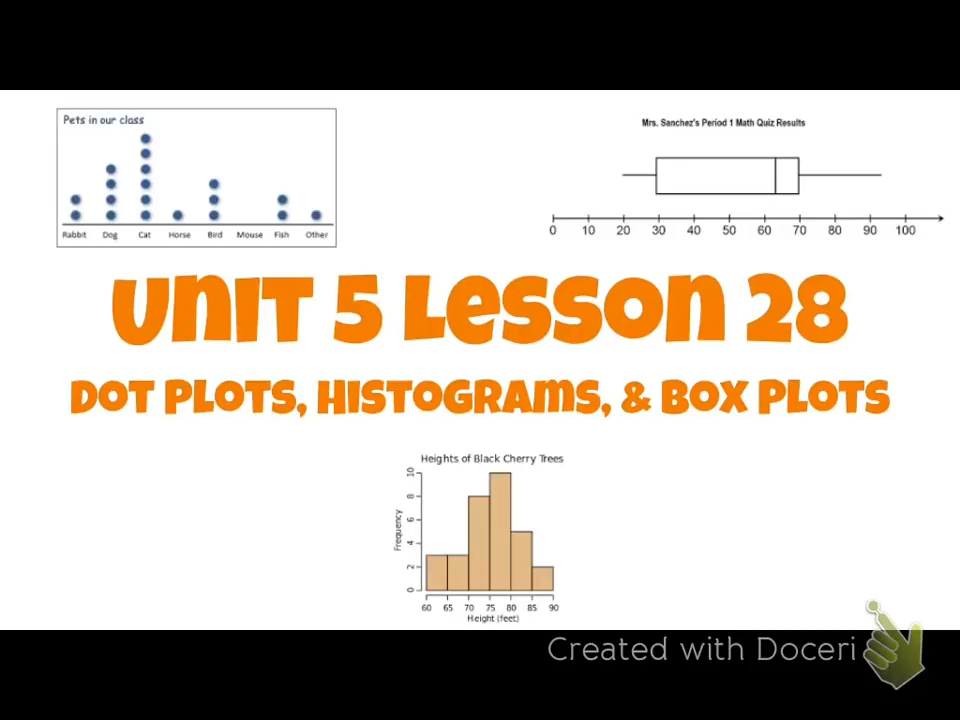 Pets in our class
Rabbit Dog Cat Horse Bird Mouse Fish Other
Mrs. Sanchez's Period 1 Math Quiz Results
0 10 20 30 40 50 60 70 80 90 100
Unit 5 Lesson 28
Dot Plots, Histograms, & Box Plots
Heights of Black Cherry Trees
Frequency
10
8
6
4
2
0
60 65 70 75 80 85 90
Height (feet)
Created with Doceri